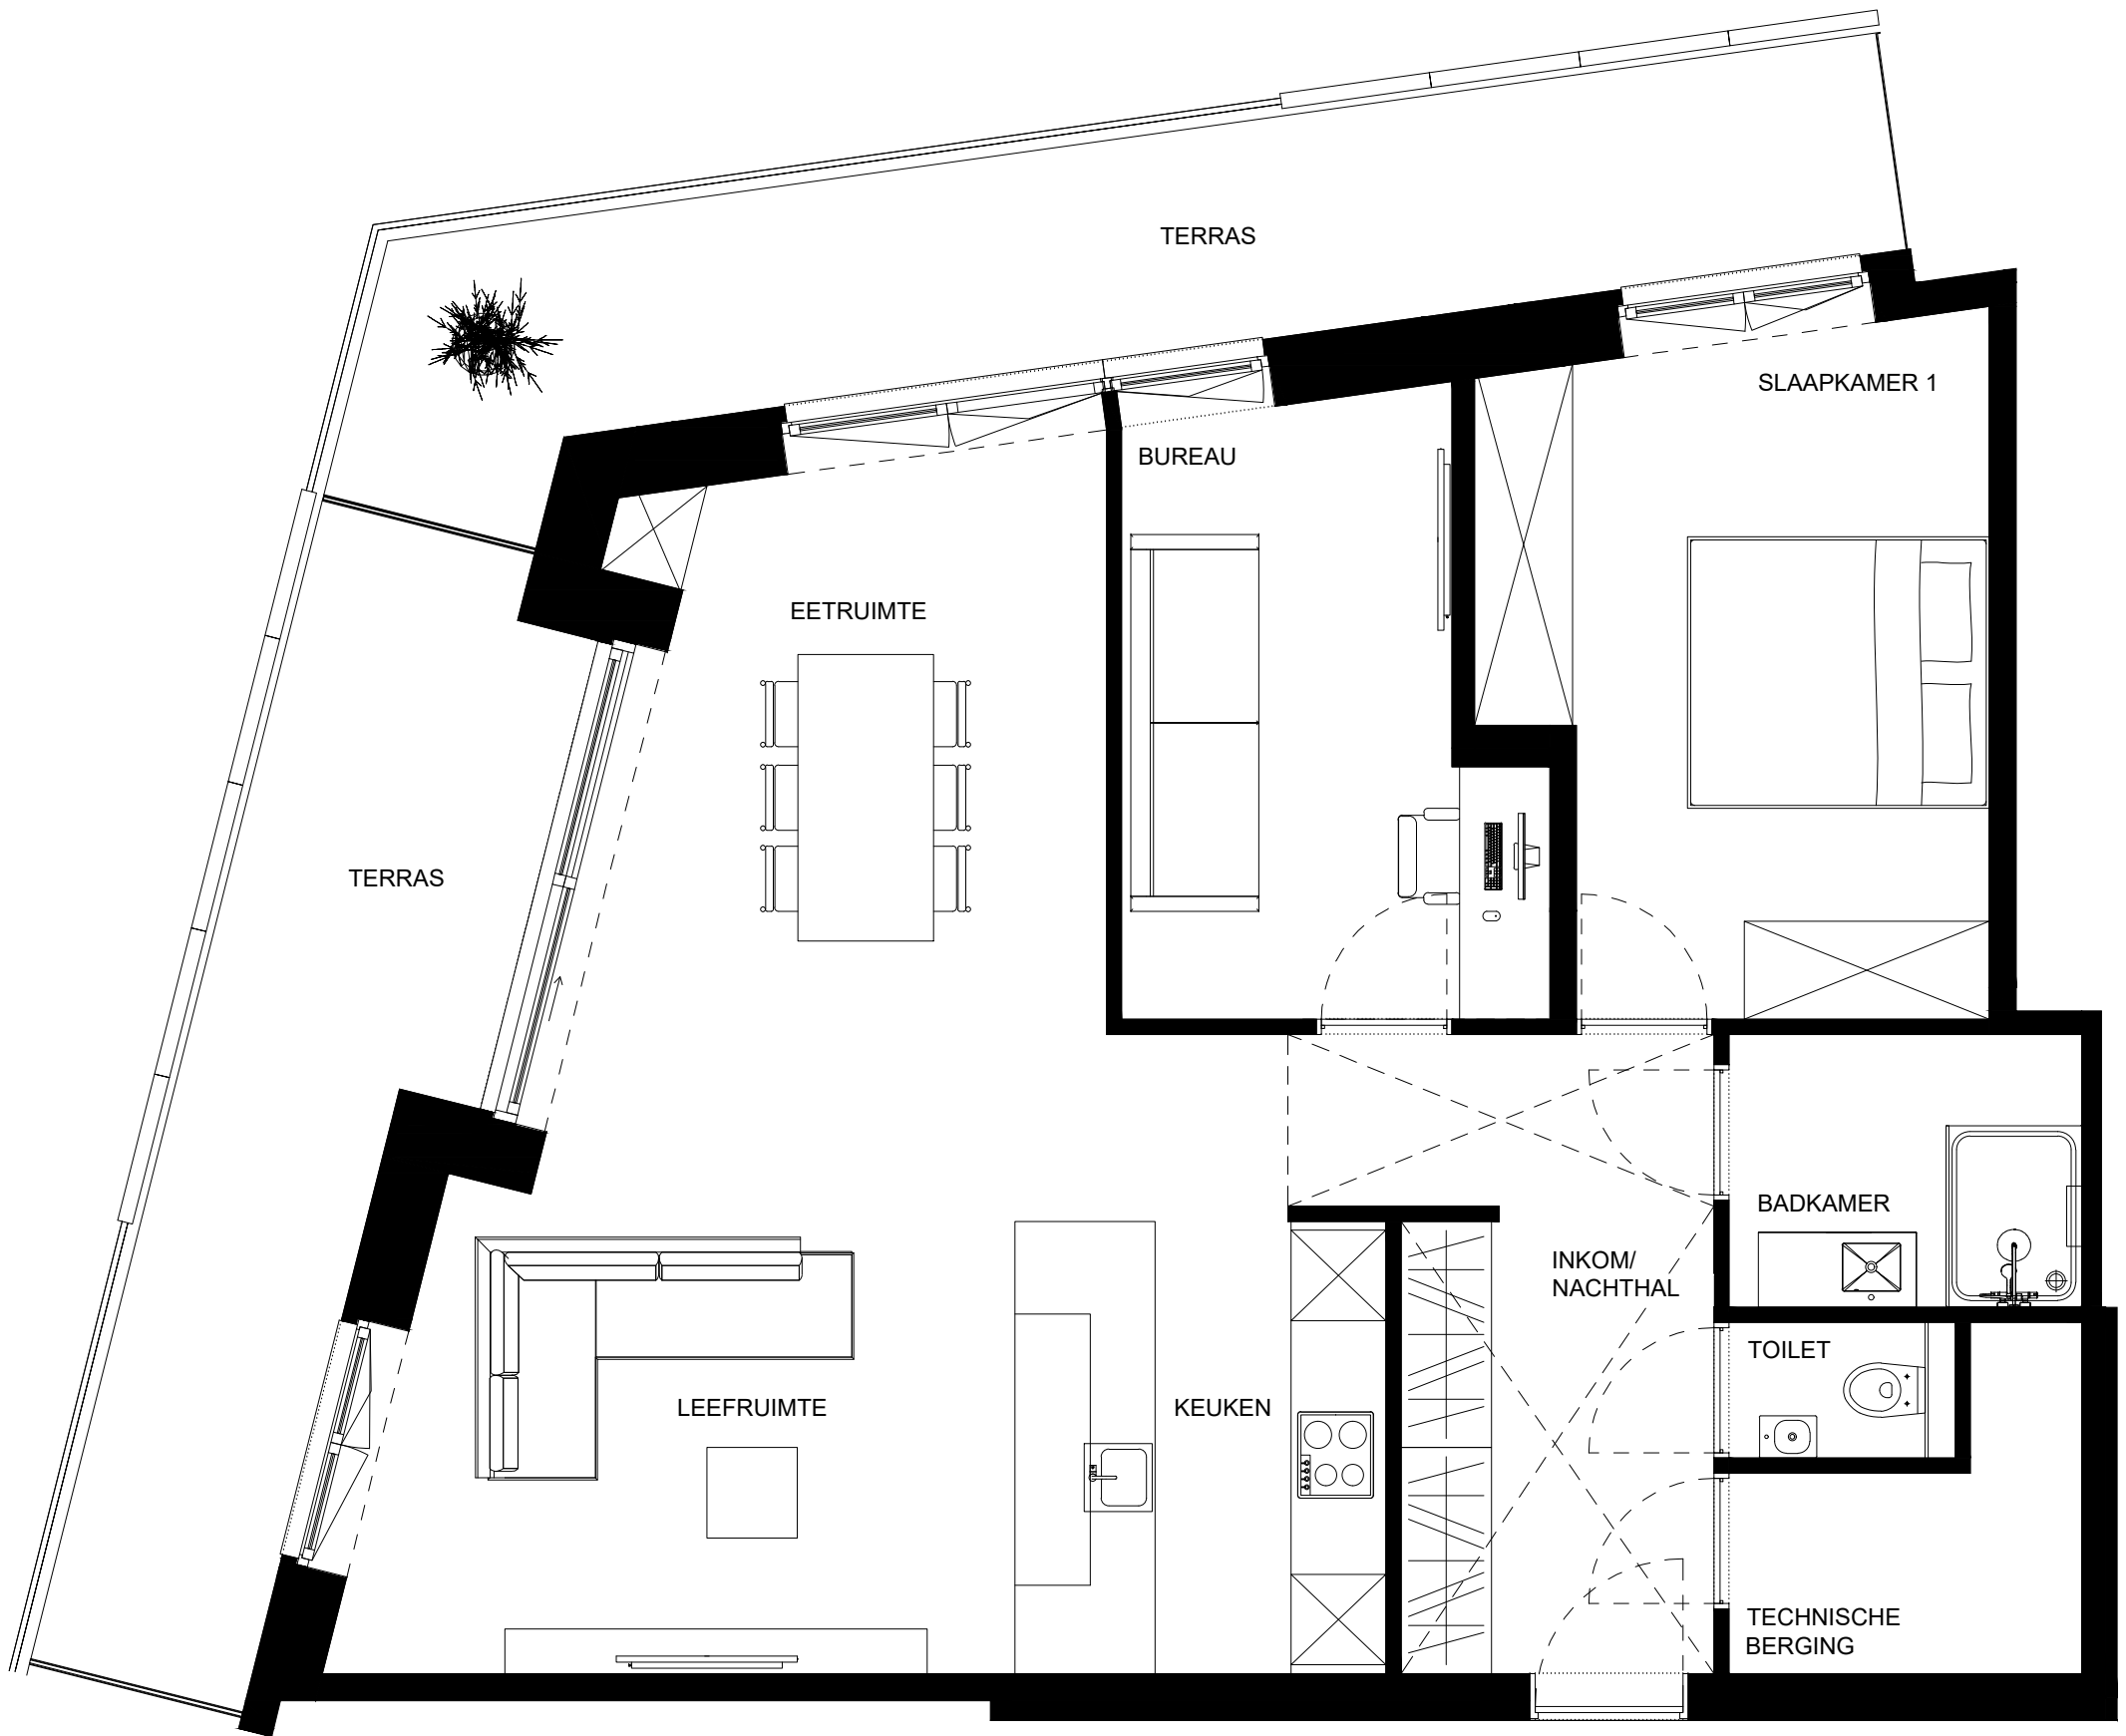 TERRAS
SLAAPKAMER 1
BUREAU
EETRUIMTE
TERRAS
BADKAMER
INKOM/
NACHTHAL
TOILET
LEEFRUIMTE
KEUKEN
TECHNISCHE
BERGING